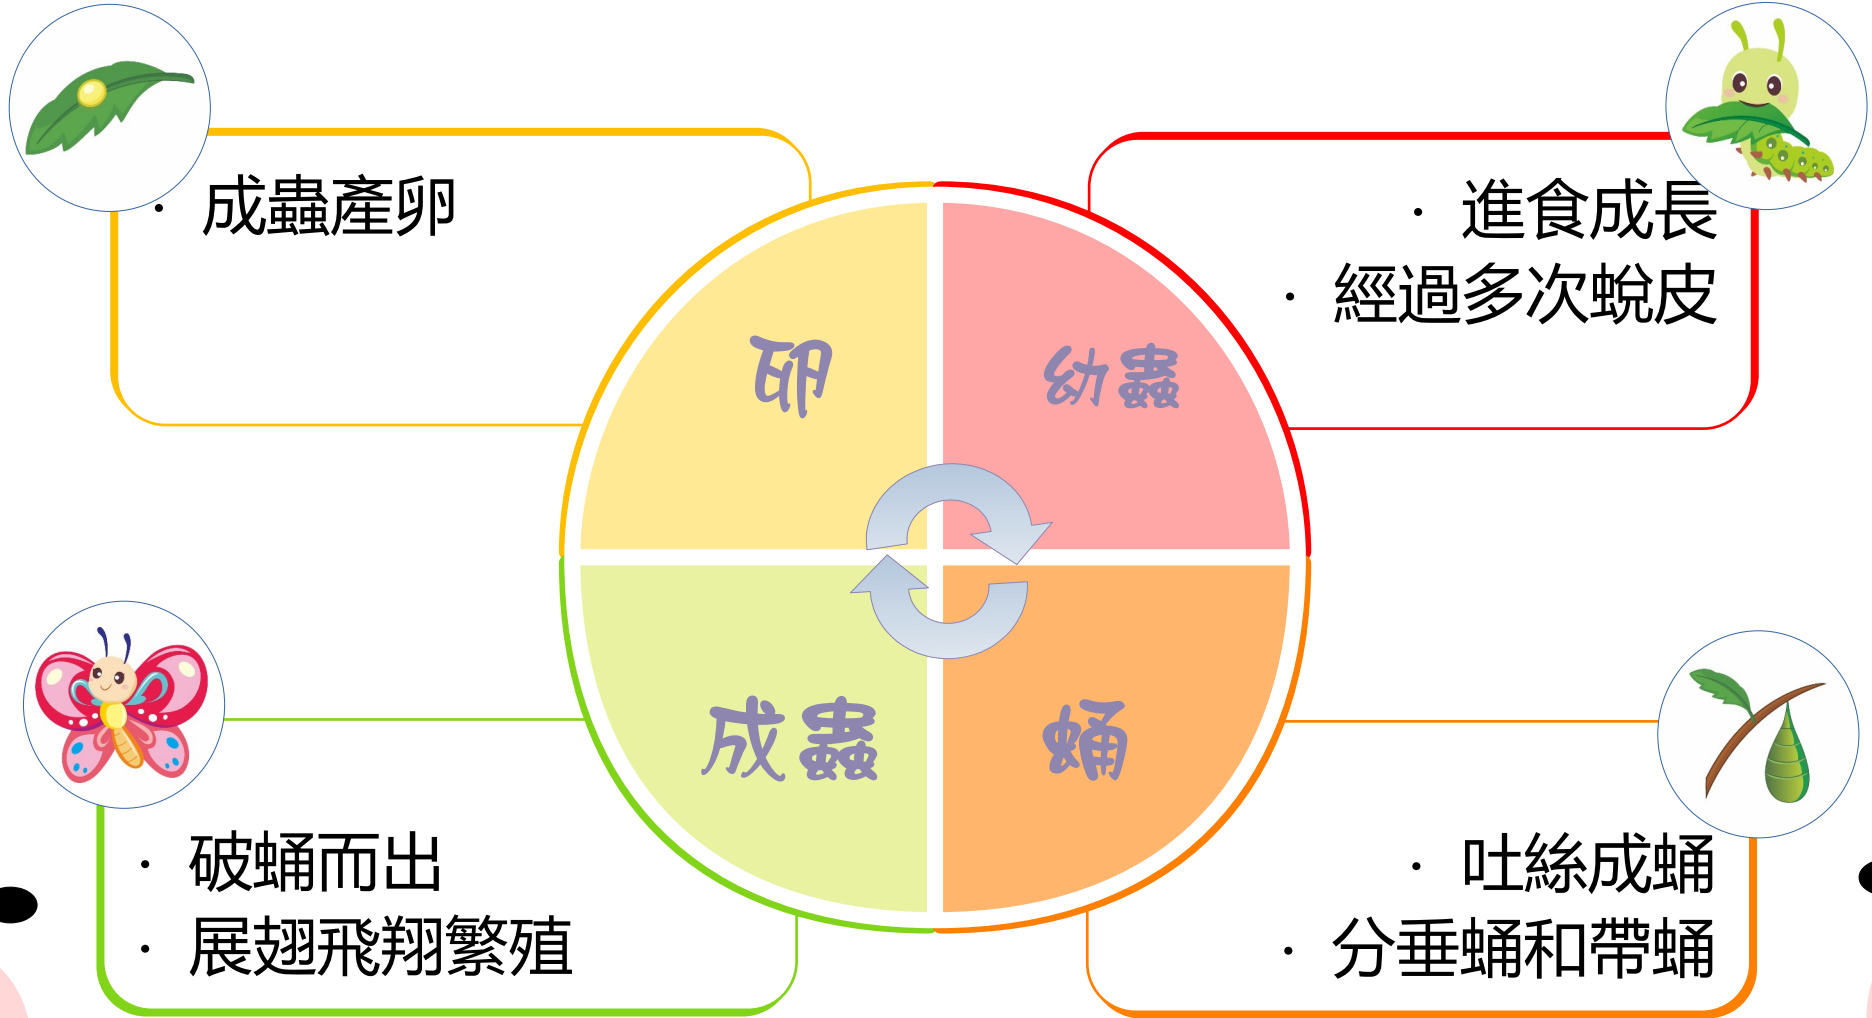 · 成蟲產卵
· 進食成長
· 經過多次蛻皮
卵
幼蟲
成蟲
蛹
· 破蛹而出
· 展翅飛翔繁殖
· 吐絲成蛹
· 分垂蛹和帶蛹